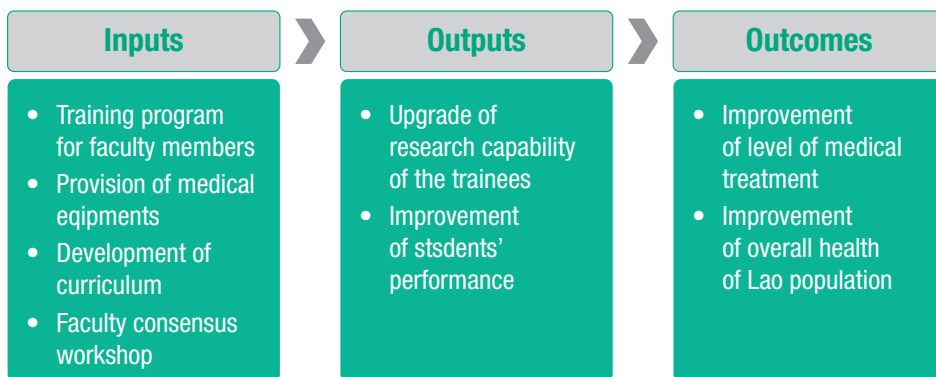 Inputs
• Training program
for faculty members
• Provision of medical
eqipments
• Development of
curriculum
• Faculty consensus
workshop
Outputs
• Upgrade of
research capability
of the trainees
• Improvement
of stsdents’
performance
Outcomes
• Improvement
of level of medical
treatment
• Improvement
of overall health
of Lao population